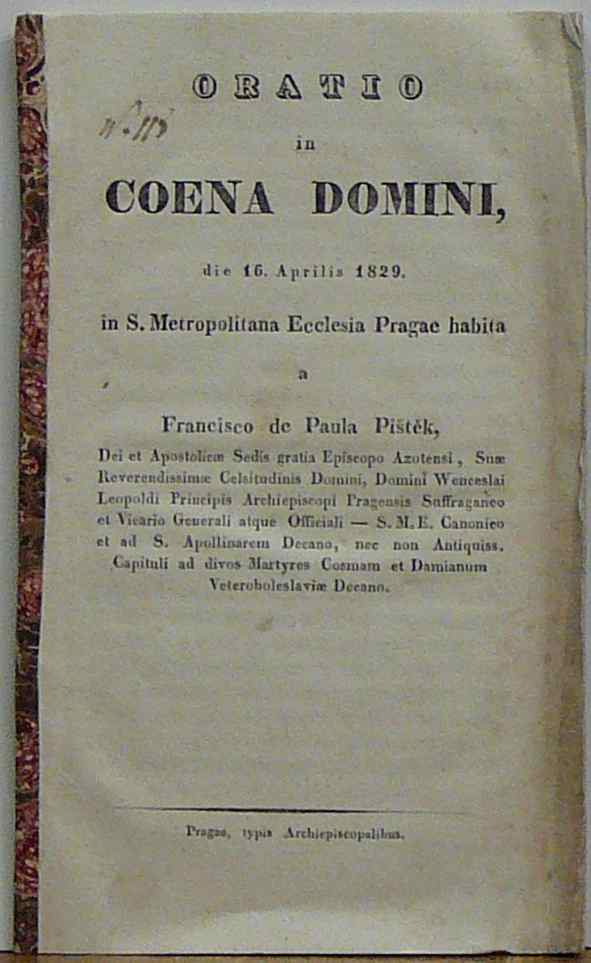 ORATIO
in
COENA DOMINI,
die 16. Aprilis 1829.
in S. Metropolitana Ecclesia Pragae habita
a
Francisco de Paula Pištěk,
Dei et Apostolicæ Sedis gratia Episcopo Azotensi, Suæ
Reverendissimæ Celsitudinis Domini, Domini Wenceslai
Leopoldi Principis Archiepiscopi Pragensis Suffraganeo
et Vicario Generali atque Officiali — S. M. E. Canonico
et ad S. Apollinarem Decano, nec non Antiquiss.
Capituli ad divos Martyres Cosmam et Damianum
Veteroboleslaviæ Decano.
Pragae, typis Archiepiscopalibus.